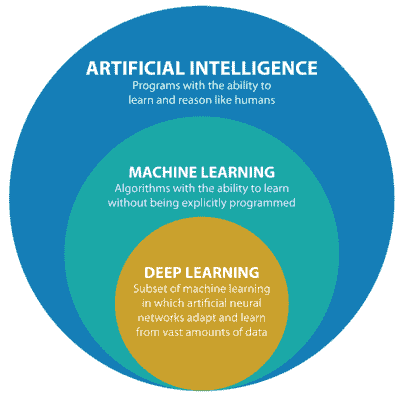 ARTIFICIAL INTELLIGENCE
Programs with the ability to
learn and reason like humans
MACHINE LEARNING
Algorithms with the ability to learn
without being explicitly programmed
DEEP LEARNING
Subset of machine learning
in which artificial neural
networks adapt and learn
from vast amounts of data